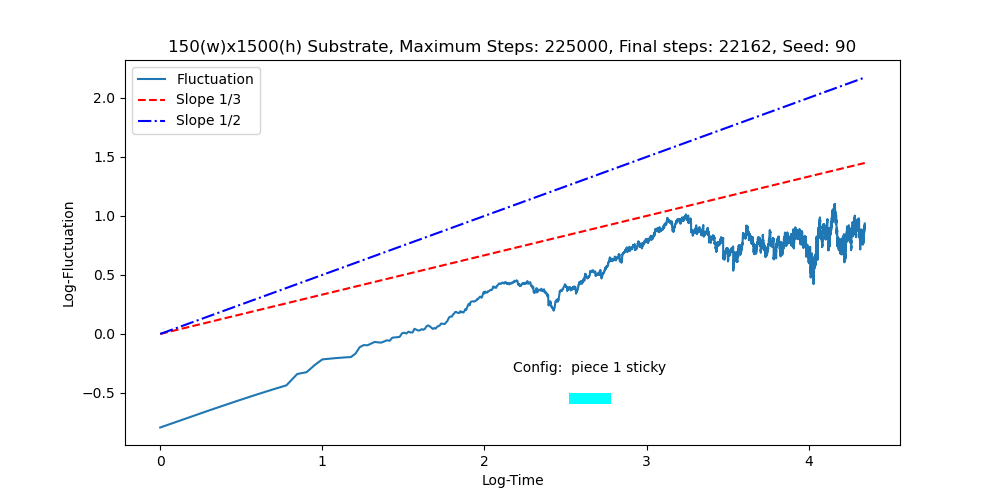 150(w)x1500(h) Substrate, Maximum Steps: 225000, Final steps: 22162, Seed: 90
Fluctuation
Slope 1/3
Slope 1/2
2.0
1.5
1.0
0.5
0.0
−0.5
Log-Fluctuation
Config:  piece 1 sticky
0
1
2
3
4
Log-Time